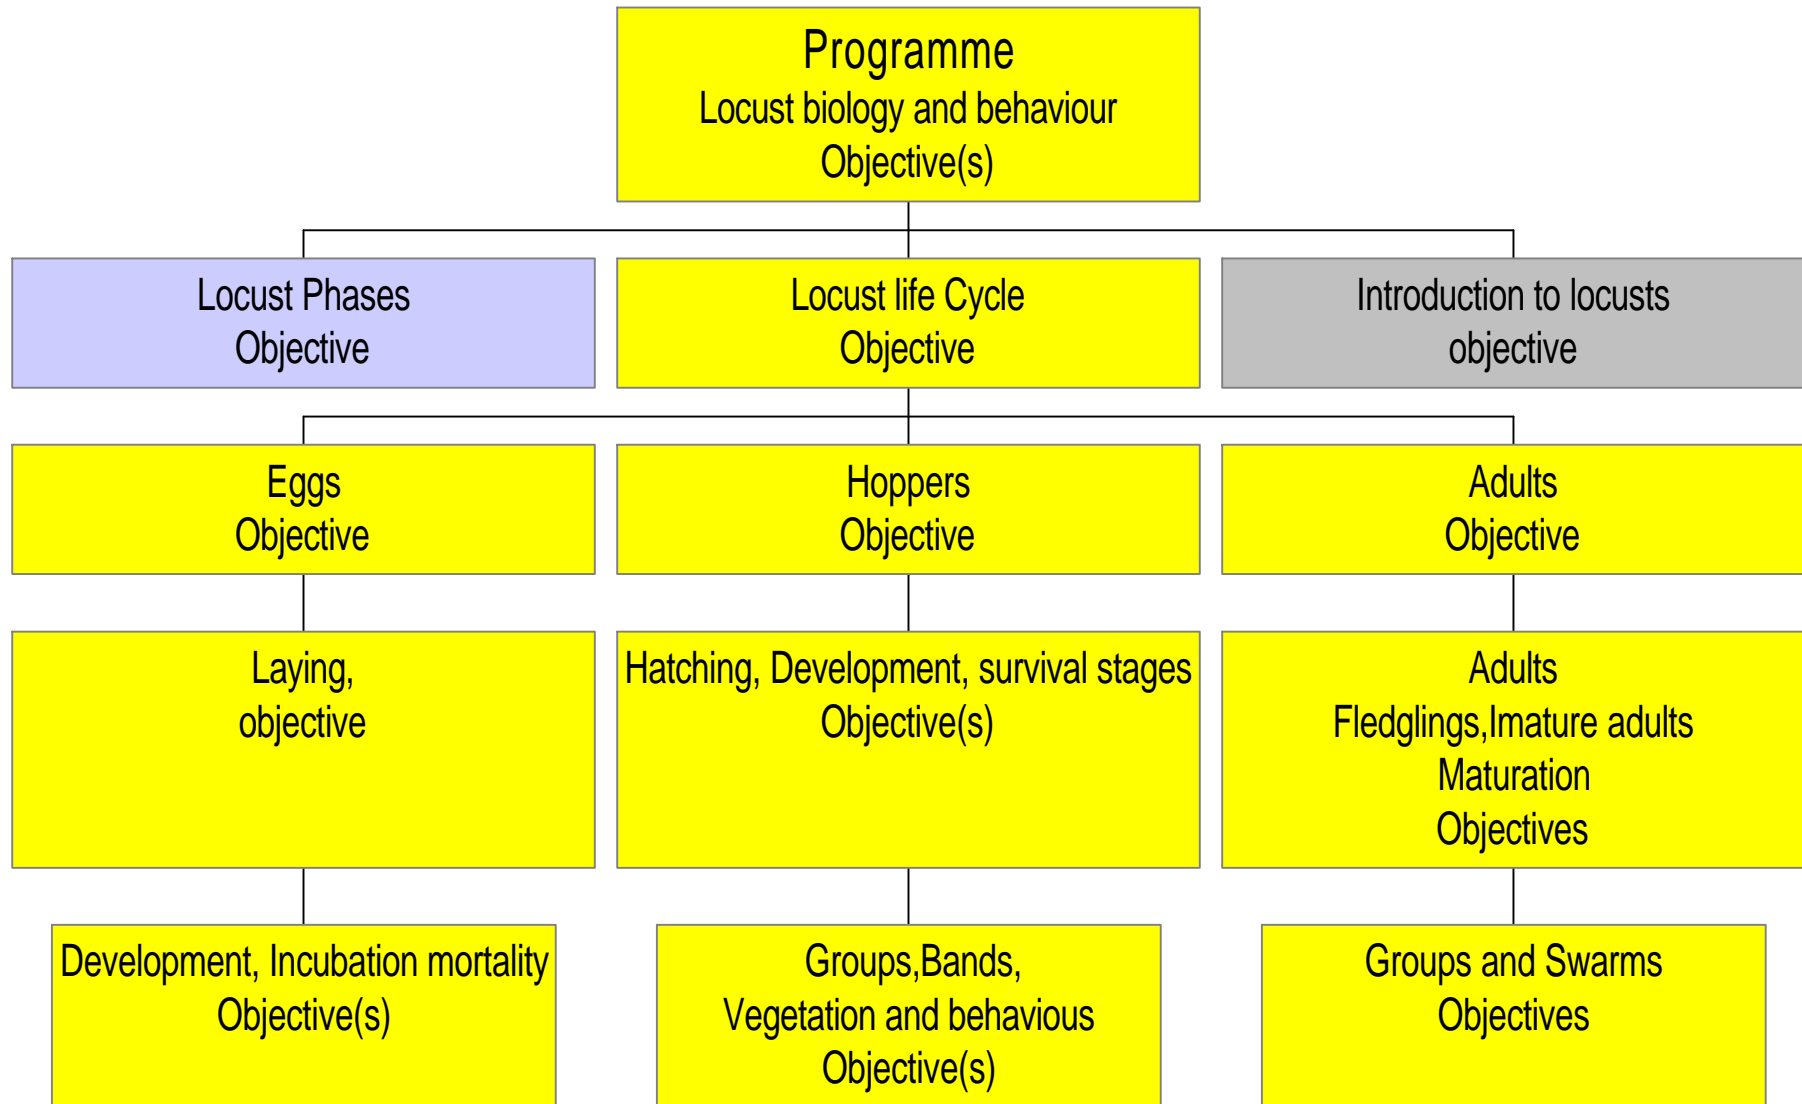 Programme
Locust biology and behaviour
Objective(s)
Locust Phases
Objective
Locust life Cycle
Objective
Introduction to locusts
objective
Eggs
Objective
Hoppers
Objective
Adults
Objective
Laying,
objective
Hatching, Development, survival stages
Objective(s)
Adults
Fledglings,Imature adults
Maturation
Objectives
Development, Incubation mortality
Objective(s)
Groups,Bands,
Vegetation and behavious
Objective(s)
Groups and Swarms
Objectives